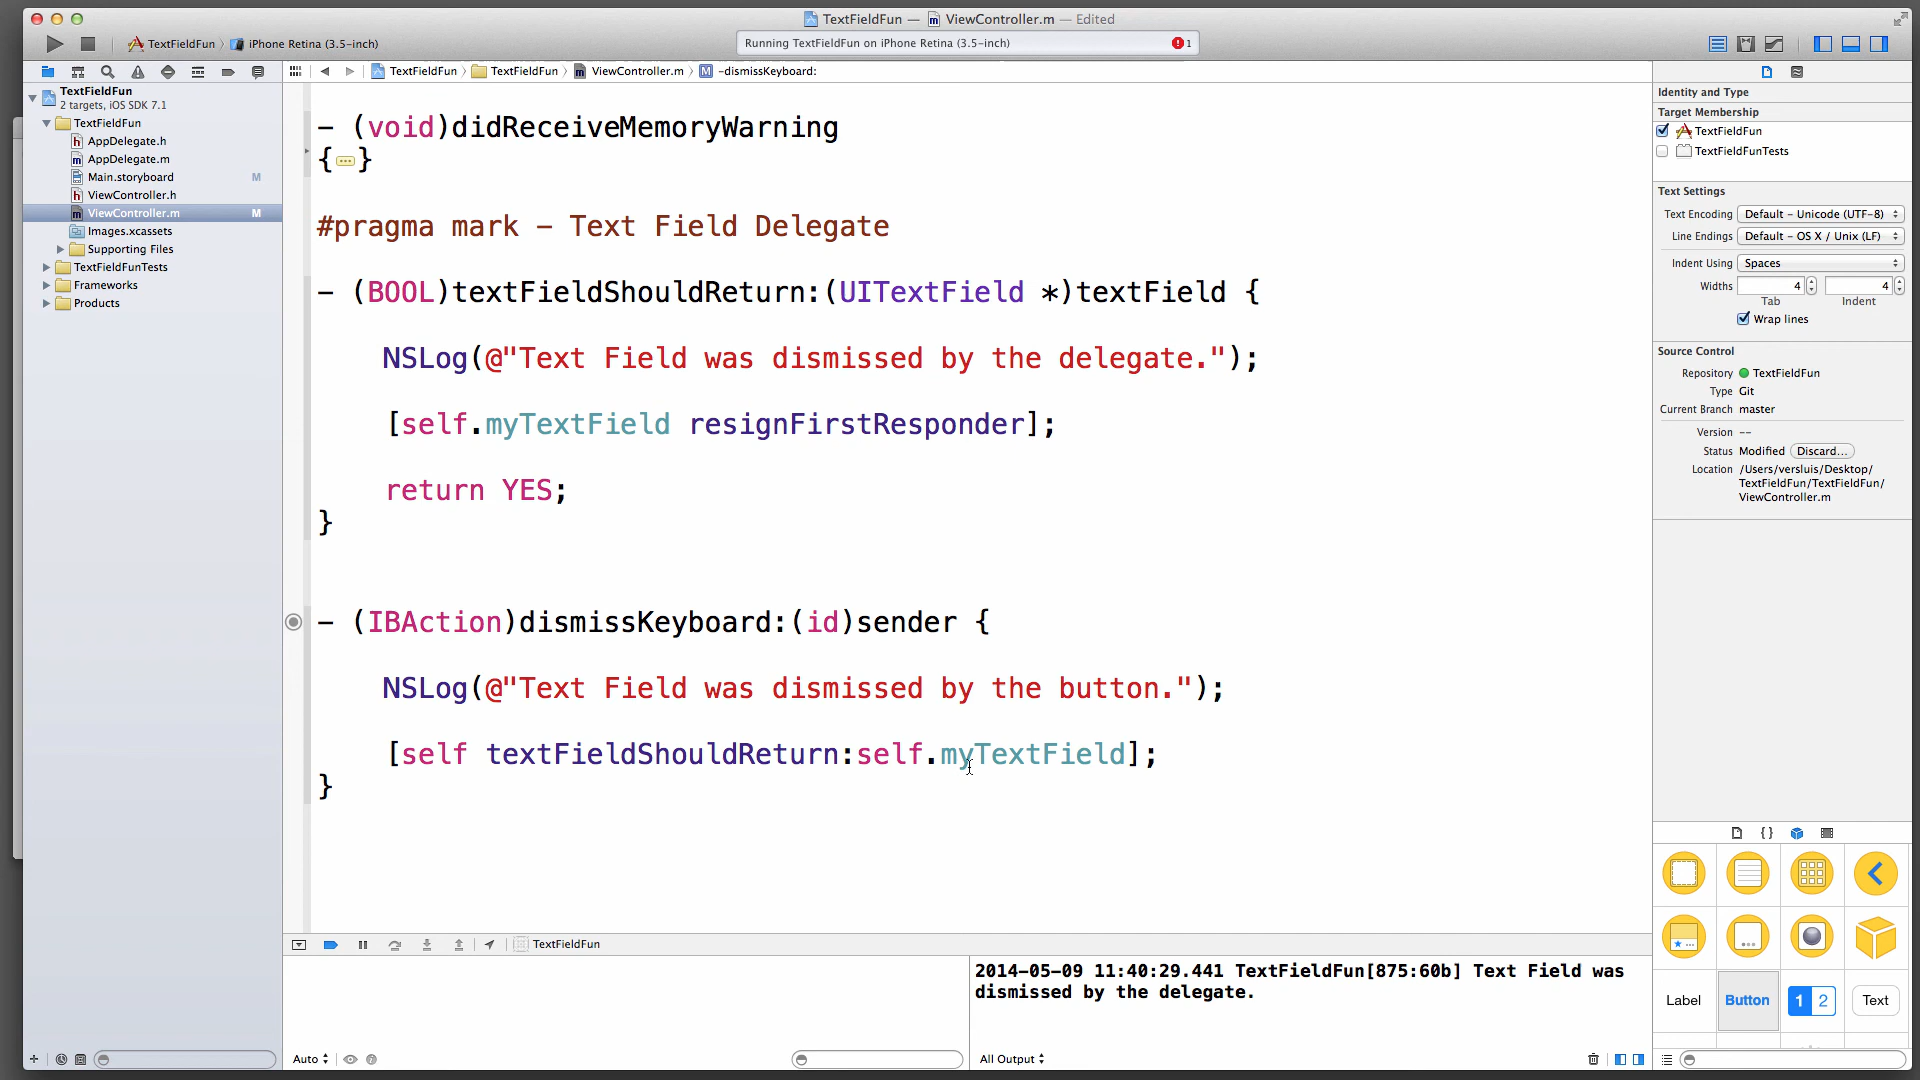 TextFieldFun — ViewController.m — Edited
TextFieldFun iPhone Retina (3.5-inch)
Running TextFieldFun on iPhone Retina (3.5-inch) 1
TextFieldFun TextFieldFun ViewController.m M -dismissKeyboard:
TextFieldFun
2 targets, iOS SDK 7.1
TextFieldFun
AppDelegate.h
AppDelegate.m
Main.storyboard M
ViewController.h
ViewController.m M
Images.xcassets
Supporting Files
TextFieldFunTests
Frameworks
Products
- (void)didReceiveMemoryWarning
{...}
#pragma mark - Text Field Delegate
- (BOOL)textFieldShouldReturn:(UITextField *)textField {
NSLog(@"Text Field was dismissed by the delegate.");
[self.myTextField resignFirstResponder];
return YES;
}
- (IBAction)dismissKeyboard:(id)sender {
NSLog(@"Text Field was dismissed by the button.");
[self textFieldShouldReturn:self.myTextField];
}
TextFieldFun
2014-05-09 11:40:29.441 TextFieldFun[875:60b] Text Field was
dismissed by the delegate.
Auto
All Output
Identity and Type
Target Membership
TextFieldFun
TextFieldFunTests
Text Settings
Text Encoding Default - Unicode (UTF-8)
Line Endings Default - OS X / Unix (LF)
Indent Using Spaces
Widths 4 4
Tab Indent
Wrap lines
Source Control
Repository TextFieldFun
Type Git
Current Branch master
Version --
Status Modified Discard...
Location /Users/versluis/Desktop/
TextFieldFun/TextFieldFun/
ViewController.m
{}
Label Button 1 2 Text